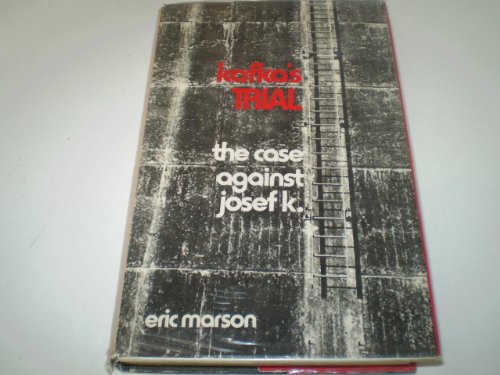 kafka's
TRIAL
the case
against
josef k.
eric marson